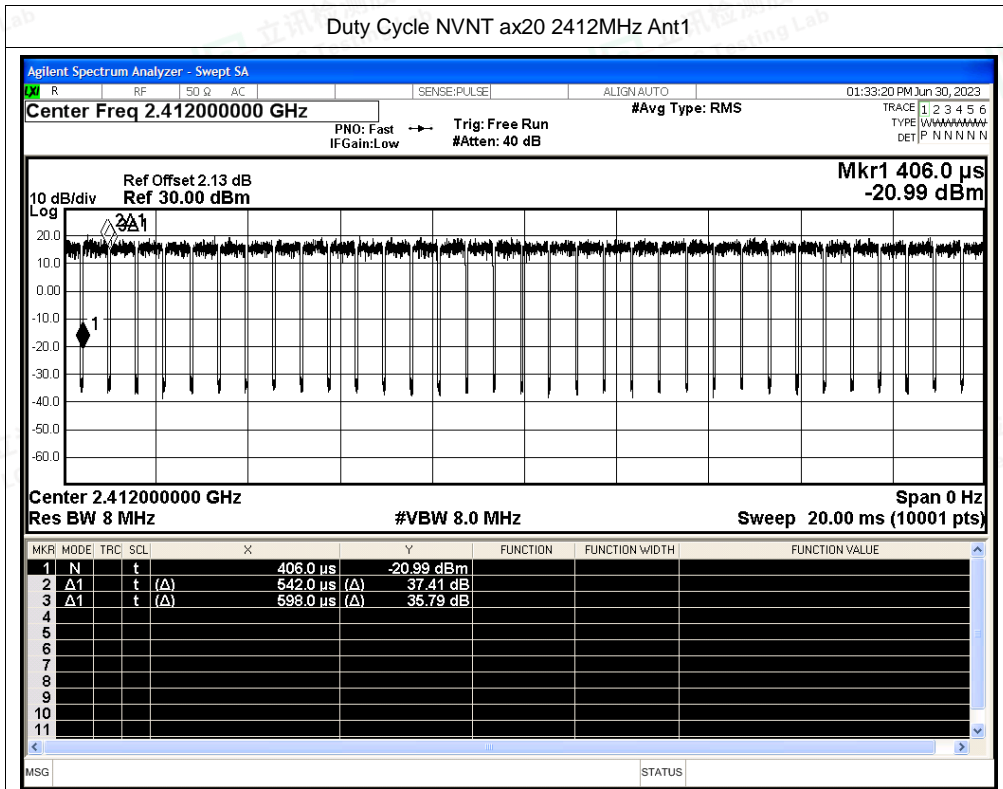 Duty Cycle NVNT ax20 2412MHz Ant1
Agilent Spectrum Analyzer - Swept SA
LXI R RF 50 Ω AC SENSE:PULSE ALIGN AUTO 01:33:20 PM Jun 30, 2023
Center Freq 2.412000000 GHz #Avg Type: RMS TRACE 1 2 3 4 5 6
PNO: Fast Trig: Free Run TYPE WWWWWW
IFGain:Low #Atten: 40 dB DET P N N N N N
Mkr1 406.0 µs
Ref Offset 2.13 dB
10 dB/div Ref 30.00 dBm -20.99 dBm
Log
3Δ1
20.0
10.0
0.00
-10.0
1
-20.0
-30.0
-40.0
-50.0
-60.0
Center 2.412000000 GHz Span 0 Hz
Res BW 8 MHz #VBW 8.0 MHz Sweep 20.00 ms (10001 pts)
MKR MODE TRC SCL X Y FUNCTION FUNCTION WIDTH FUNCTION VALUE
1 N t 406.0 µs -20.99 dBm
2 Δ1 t (Δ) 542.0 µs (Δ) 37.41 dB
3 Δ1 t (Δ) 598.0 µs (Δ) 35.79 dB
4
5
6
7
8
9
10
11
MSG STATUS